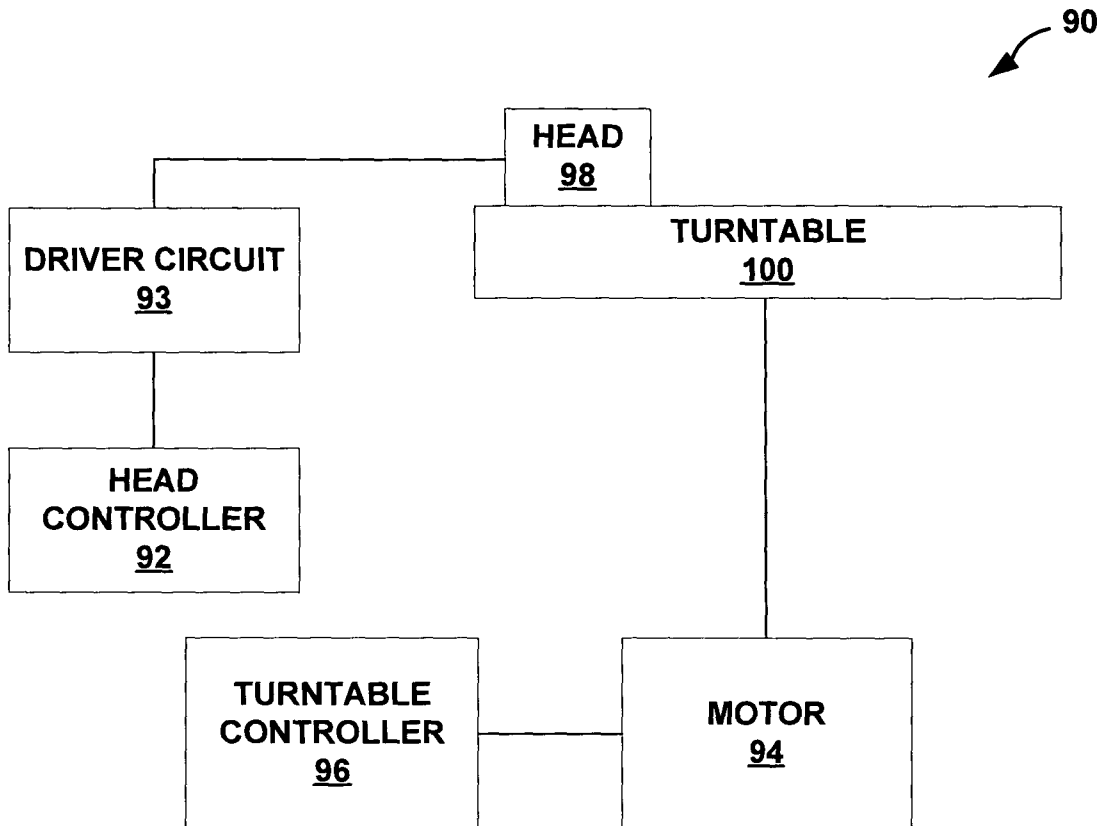 90
HEAD
98
TURNTABLE
100
DRIVER CIRCUIT
93
HEAD
CONTROLLER
92
TURNTABLE
CONTROLLER
96
MOTOR
94